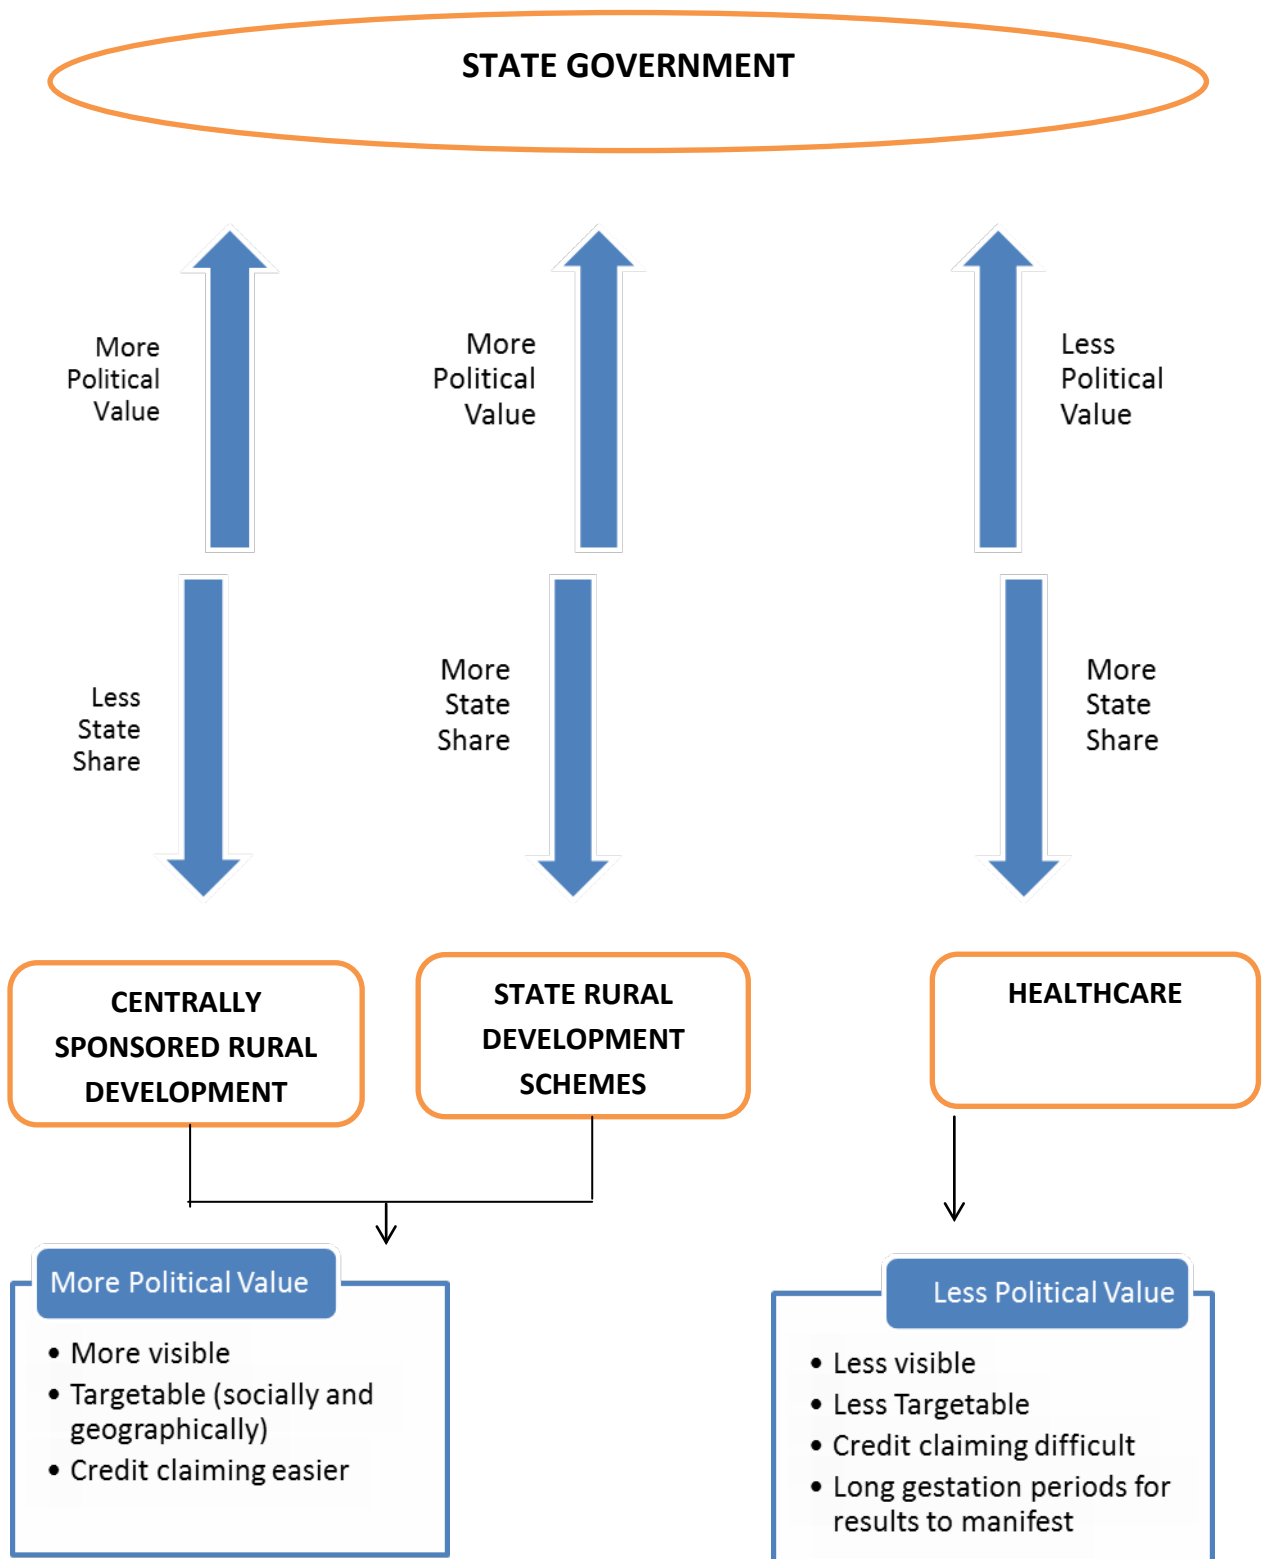 STATE GOVERNMENT
More
Political
Value
More
Political
Value
Less
Political
Value
Less
State
Share
More
State
Share
More
State
Share
CENTRALLY
SPONSORED RURAL
DEVELOPMENT
STATE RURAL
DEVELOPMENT
SCHEMES
HEALTHCARE
More Political Value
• More visible
• Targetable (socially and
geographically)
• Credit claiming easier
Less Political Value
• Less visible
• Less Targetable
• Credit claiming difficult
• Long gestation periods for
results to manifest